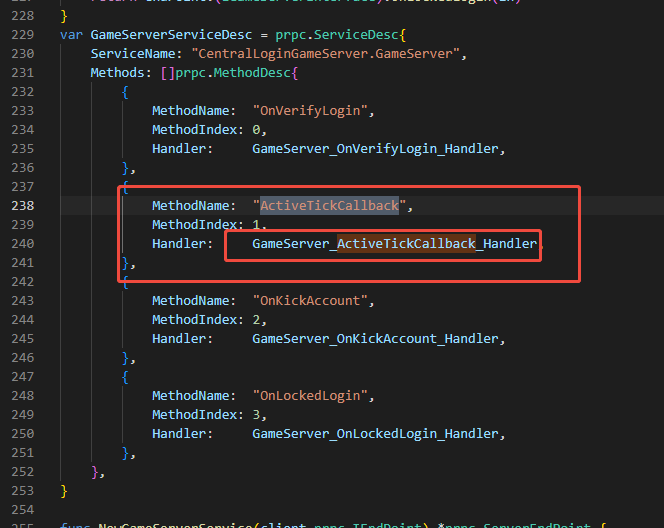 228 }
229 var GameServerServiceDesc = prpc.ServiceDesc{
230 ServiceName: "CentralLoginGameServer.GameServer",
231 Methods: []prpc.MethodDesc{
232 {
233 MethodName: "OnVerifyLogin",
234 MethodIndex: 0,
235 Handler: GameServer_OnVerifyLogin_Handler,
236 },
237 {
238 MethodName: "ActiveTickCallback",
239 MethodIndex: 1,
240 Handler: GameServer_ActiveTickCallback_Handler,
241 },
242 {
243 MethodName: "OnKickAccount",
244 MethodIndex: 2,
245 Handler: GameServer_OnKickAccount_Handler,
246 },
247 {
248 MethodName: "OnLockedLogin",
249 MethodIndex: 3,
250 Handler: GameServer_OnLockedLogin_Handler,
251 },
252 },
253 }
254
255 func NewGameServerService(client prpc.IEndPoint) *prpc.ServerEndPoint {